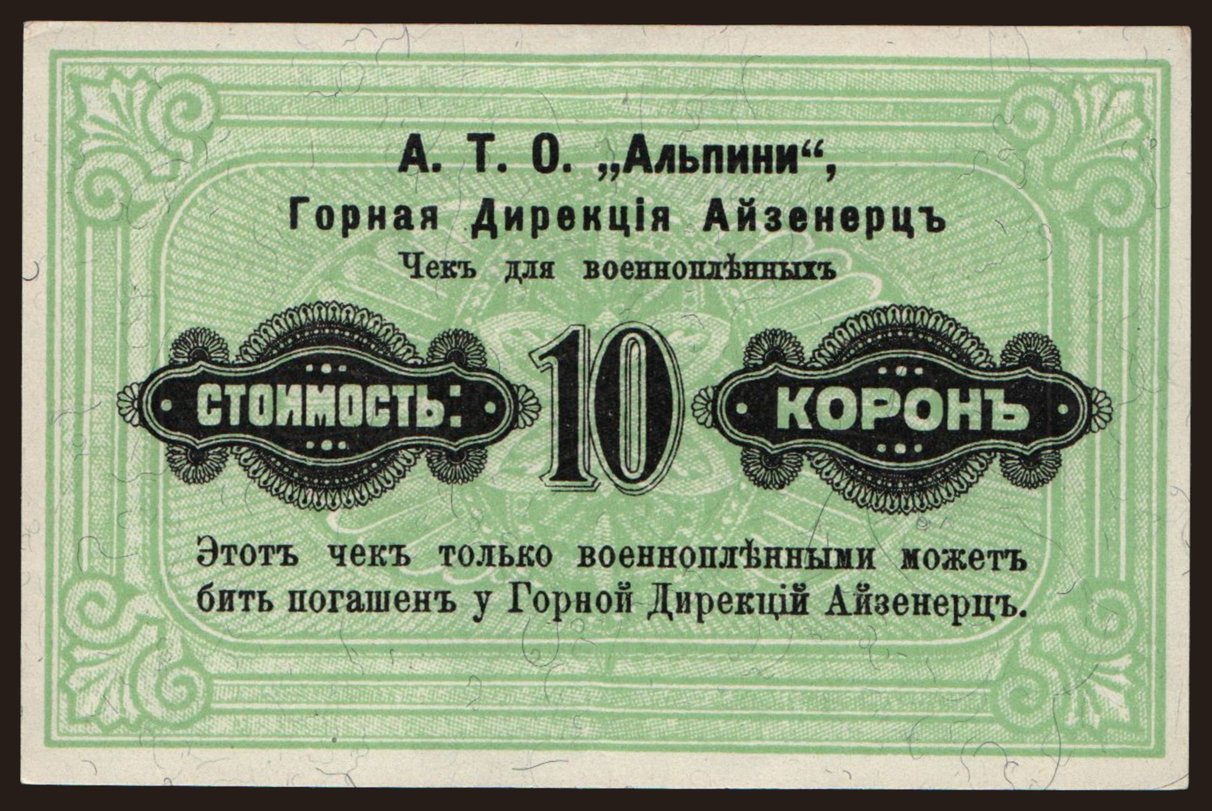 А. Т. О. „Альпини“,
Горная Дирекція Айзенерцъ
Чекъ для военноплѣнныхъ
СТОИМОСТЬ: 10 КОРОНЪ
Этотъ чекъ только военноплѣнными можетъ
бить погашенъ у Горной Дирекцій Айзенерцъ.